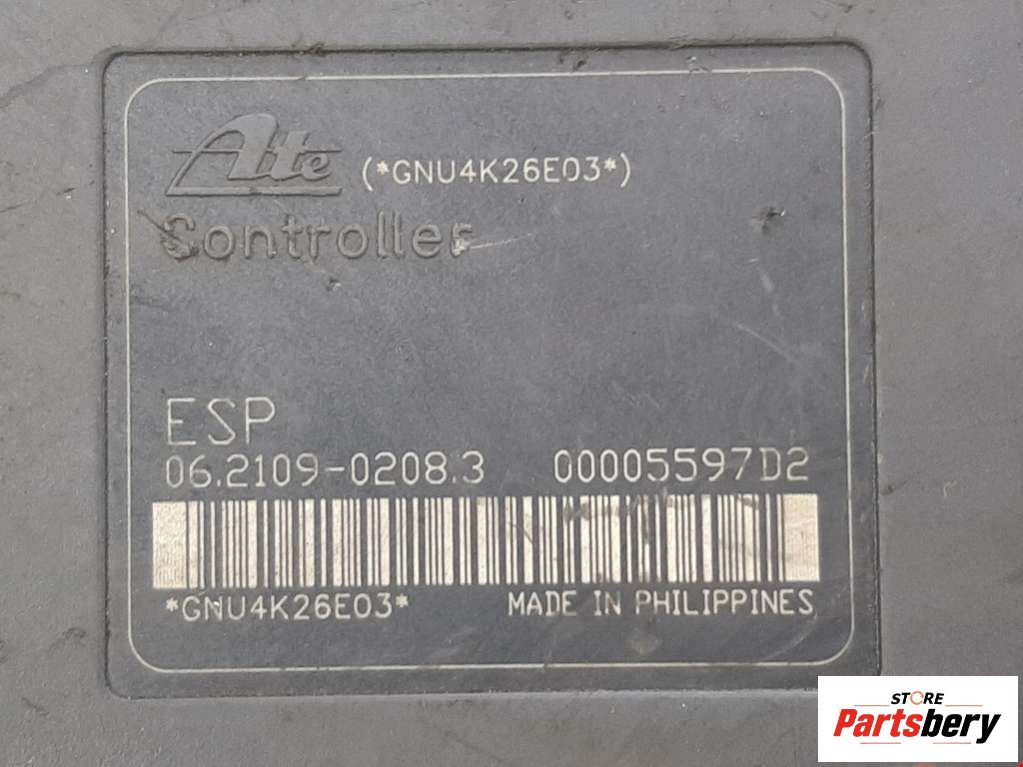 Ate (*GNU4K26E03*)
Controller
ESP
06.2109-0208.3 00005597D2
*GNU4K26E03* MADE IN PHILIPPINES
STORE
Partsbery